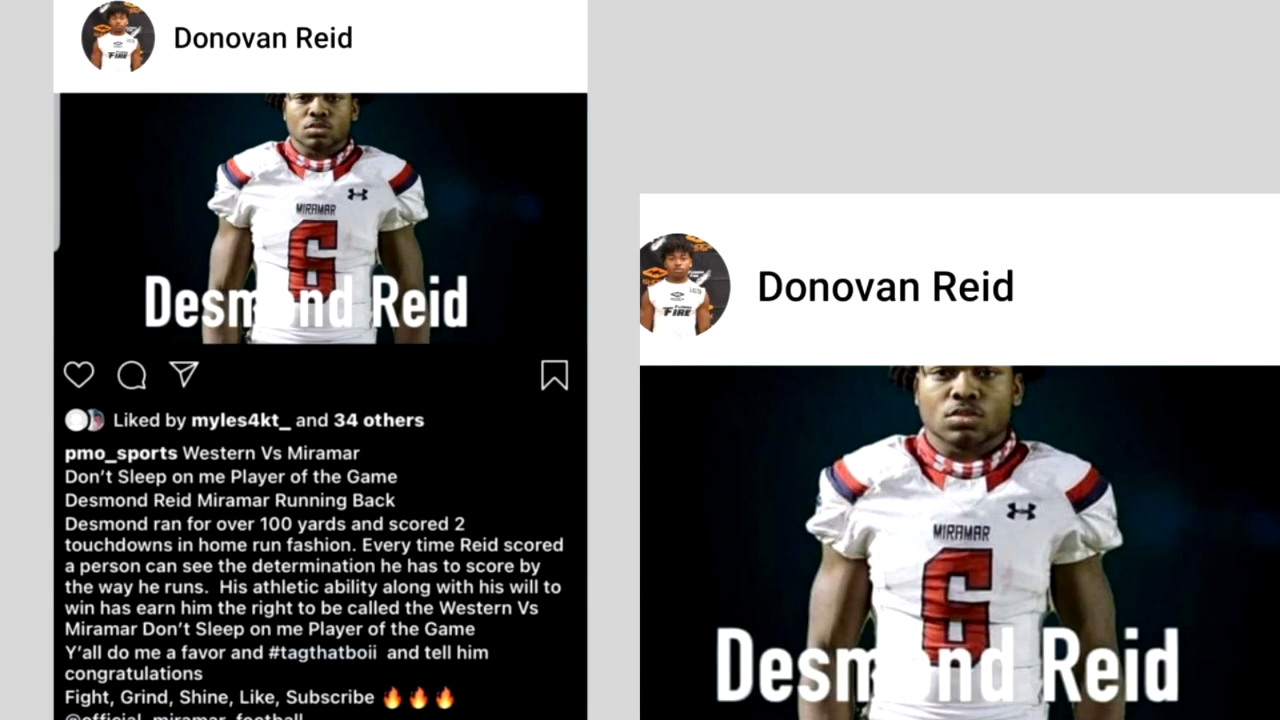 Donovan Reid
FIRE
MIRAMAR
6
Desmond Reid
Liked by myles4kt_ and 34 others
pmo_sports Western Vs Miramar
Don’t Sleep on me Player of the Game
Desmond Reid Miramar Running Back
Desmond ran for over 100 yards and scored 2
touchdowns in home run fashion. Every time Reid scored
a person can see the determination he has to score by
the way he runs.  His athletic ability along with his will to
win has earn him the right to be called the Western Vs
Miramar Don’t Sleep on me Player of the Game
Y’all do me a favor and #tagthatboii  and tell him
congratulations
Fight, Grind, Shine, Like, Subscribe 🔥🔥🔥
@official_miramar_football
Donovan Reid
FIRE
MIRAMAR
6
Desmond Reid